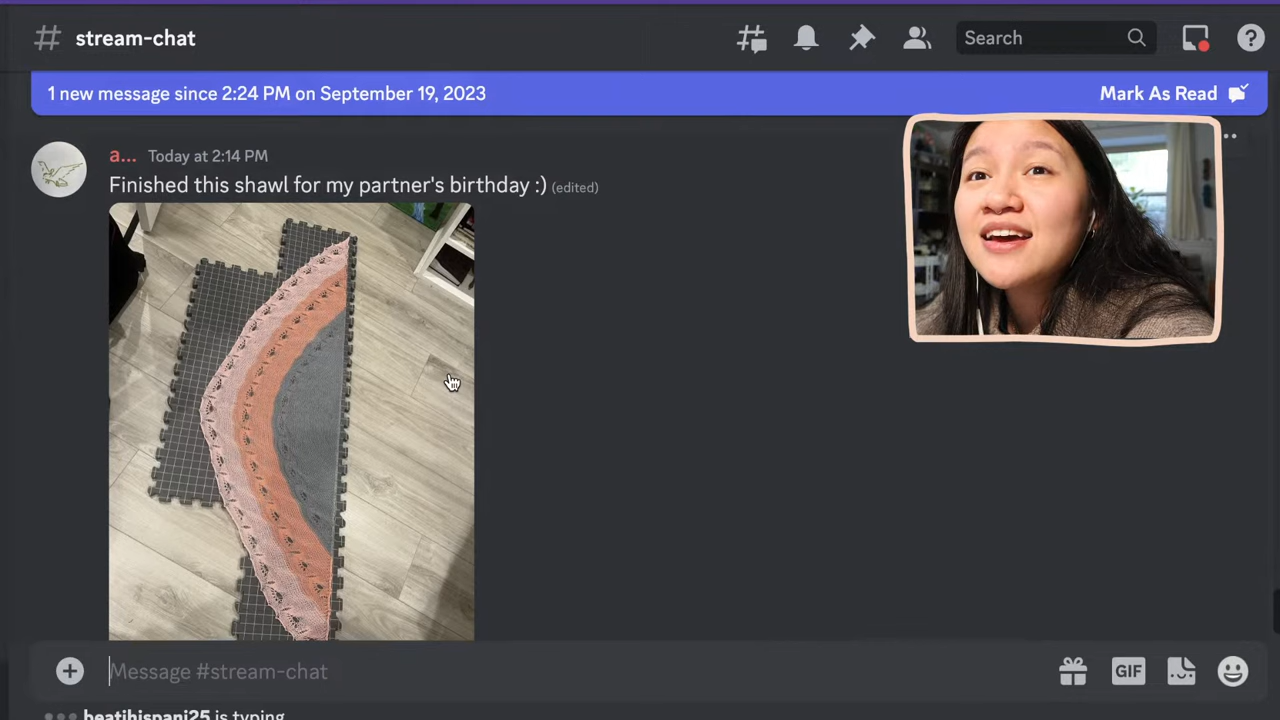 stream-chat
Search
1 new message since 2:24 PM on September 19, 2023 Mark As Read
a... Today at 2:14 PM
Finished this shawl for my partner's birthday :) (edited)
Message #stream-chat
GIF
beatihispani25 is typing